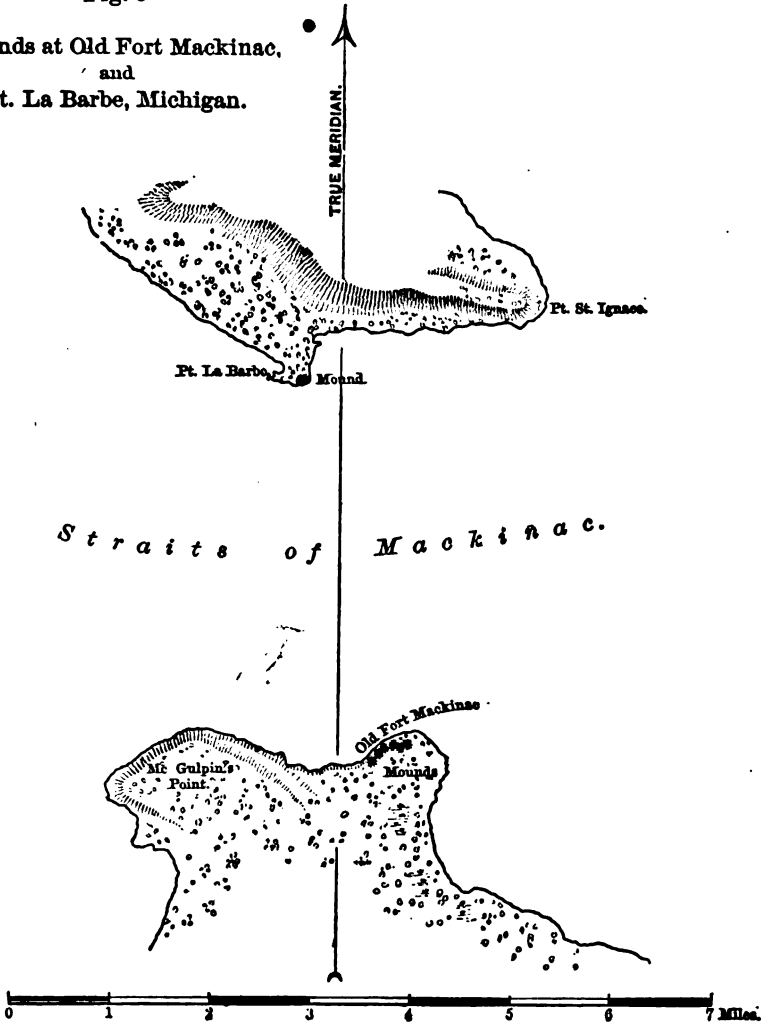 nds at Old Fort Mackinac,
and
t. La Barbe, Michigan.
TRUE MERIDIAN.
Pt. St. Ignace.
Pt. La Barbe,
Mound.
Straits of Mackinac.
Old Fort Mackinac
Mc Gulpin's
Point.
Mounds
0 1 2 3 4 5 6 7 Miles.